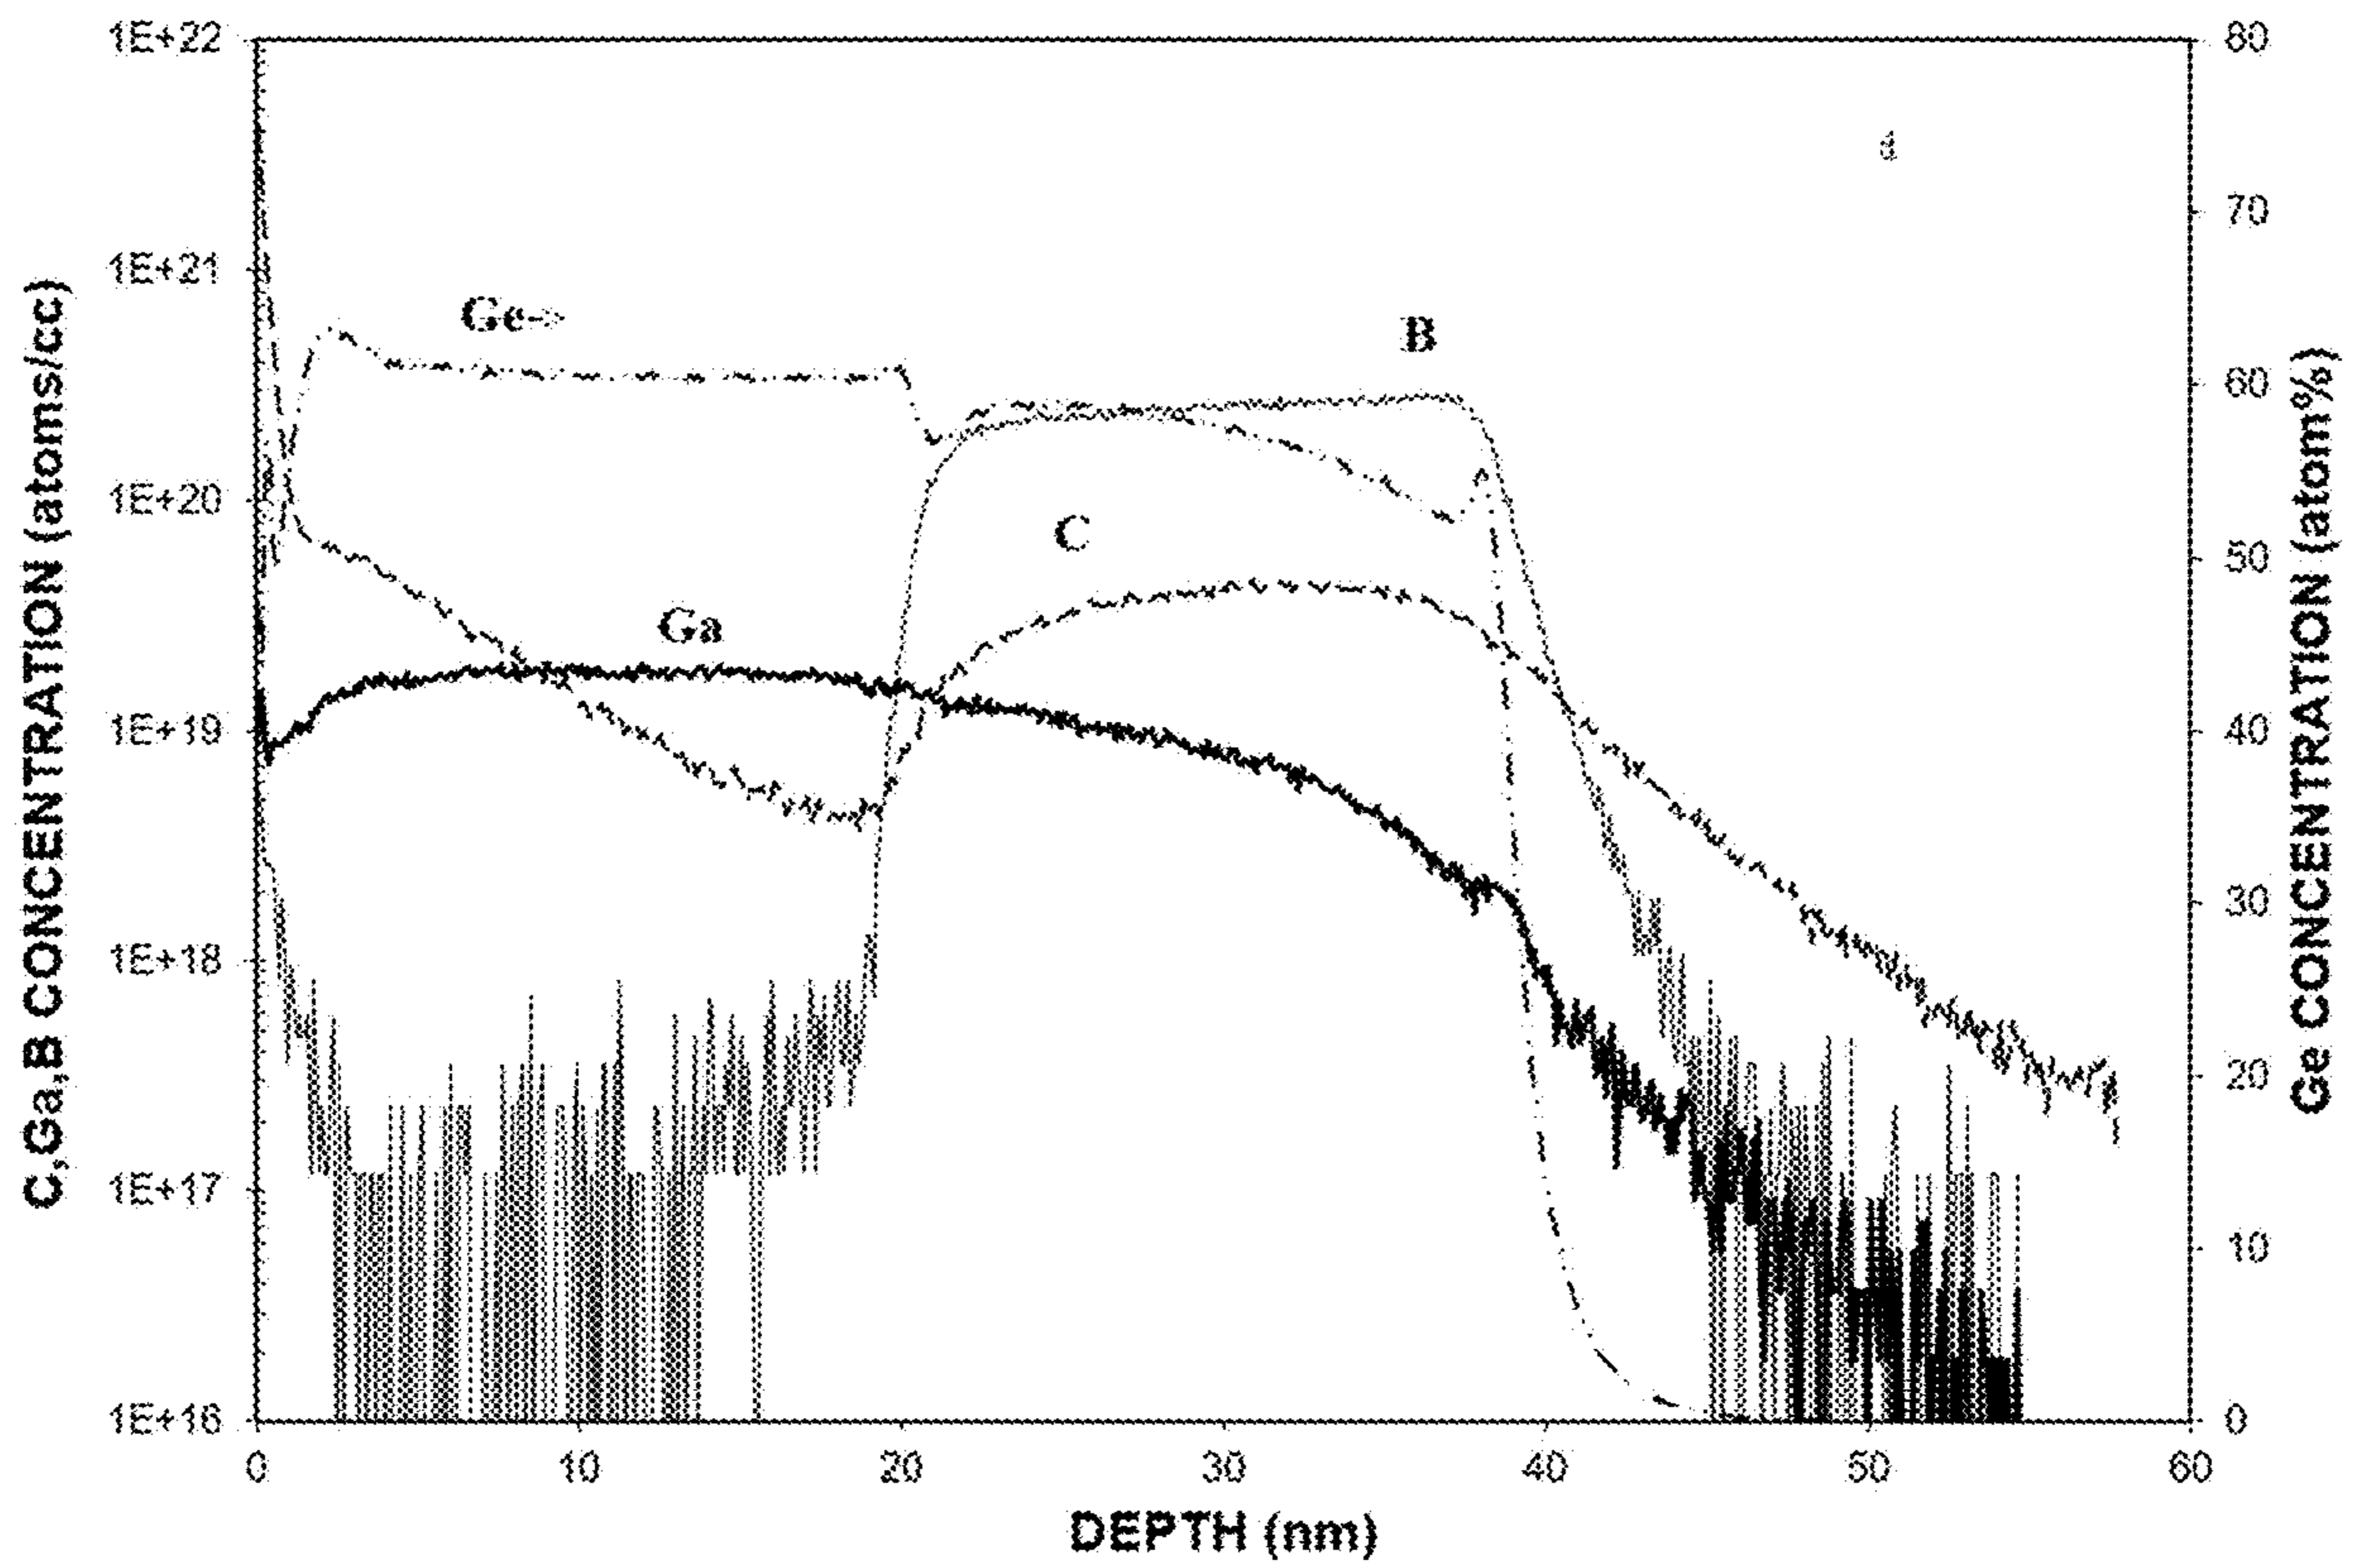 C,Ga,B CONCENTRATION (atoms/cc)
1E+22
1E+21
1E+20
1E+19
1E+18
1E+17
1E+16
Ge->
B
C
Ga
80
70
60
50
40
30
20
10
0
Ge CONCENTRATION (atom%)
0 10 20 30 40 50 60
DEPTH (nm)